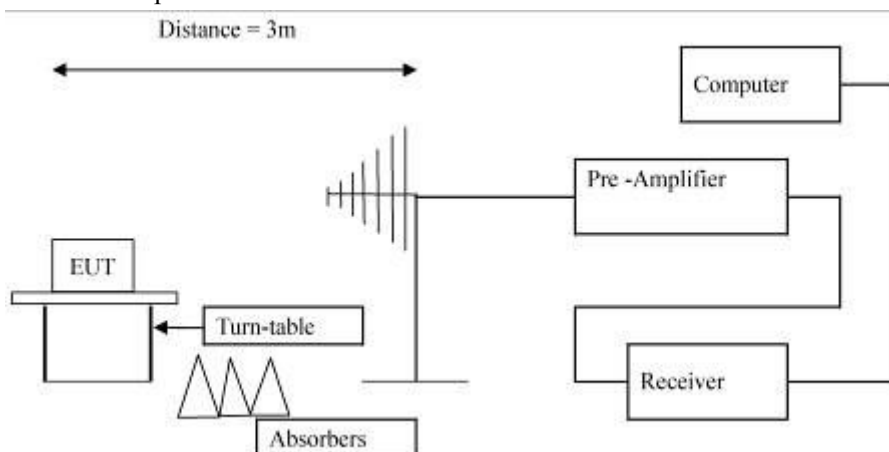 Distance = 3m
Computer
Pre -Amplifier
EUT
Turn-table
Receiver
Absorbers